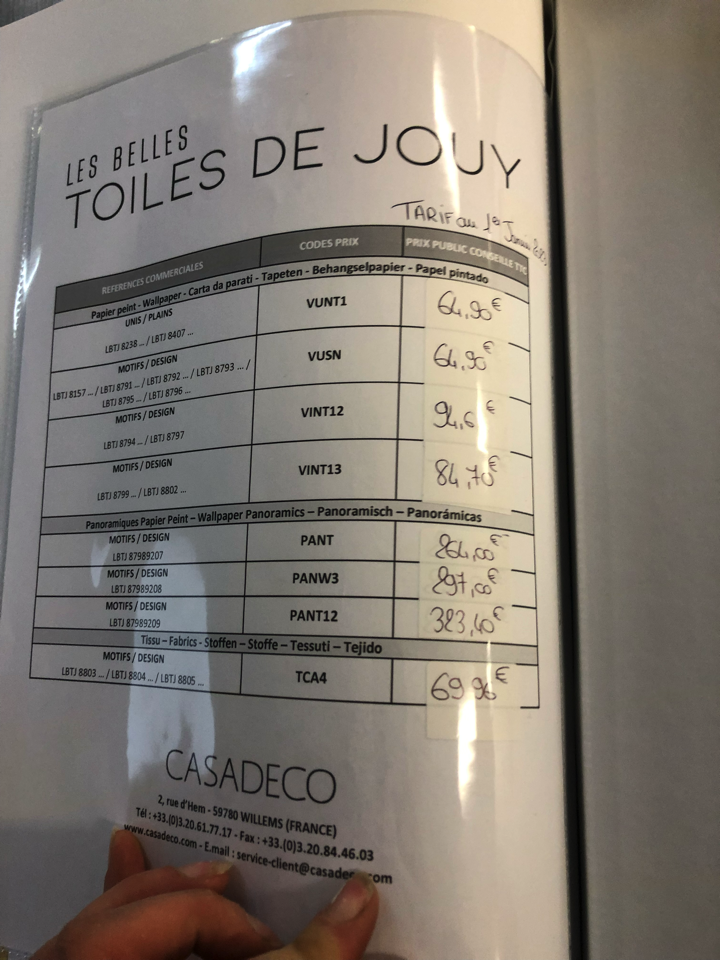 LES BELLES
TOILES DE JOUY
TARIF au 1er Janvier
REFERENCES COMMERCIALES CODES PRIX PRIX PUBLIC CONSEILLE TTC
Papier peint - Wallpaper - Carta da parati - Tapeten - Behangselpapier - Papel pintado
UNIS / PLAINS
LBTJ 8238 ... / LBTJ 8407 ... VUNT1 64,90€
MOTIFS / DESIGN
LBTJ 8157 ... / LBTJ 8791 ... / LBTJ 8792 ... / LBTJ 8793 ... / VUSN 64,90€
LBTJ 8795 ... / LBTJ 8796 ...
MOTIFS / DESIGN
LBTJ 8794 ... / LBTJ 8797 VINT12 €
MOTIFS / DESIGN
LBTJ 8799 ... / LBTJ 8802 ... VINT13 84,70€
Panoramiques Papier Peint – Wallpaper Panoramics – Panoramisch – Panorámicas
MOTIFS / DESIGN
LBTJ 87989207 PANT 264,00€
MOTIFS / DESIGN
LBTJ 87989208 PANW3 297,00€
MOTIFS / DESIGN
LBTJ 87989209 PANT12 323,40€
Tissu – Fabrics - Stoffen – Stoffe – Tessuti – Tejido
MOTIFS / DESIGN
LBTJ 8803 ... / LBTJ 8804 ... / LBTJ 8805 ... TCA4 69,96€
CASADECO
2, rue d'Hem - 59780 WILLEMS (FRANCE)
Tél : +33.(0)3.20.61.77.17 - Fax : +33.(0)3.20.84.46.03
www.casadeco.com - E.mail : service-client@casadeco.com